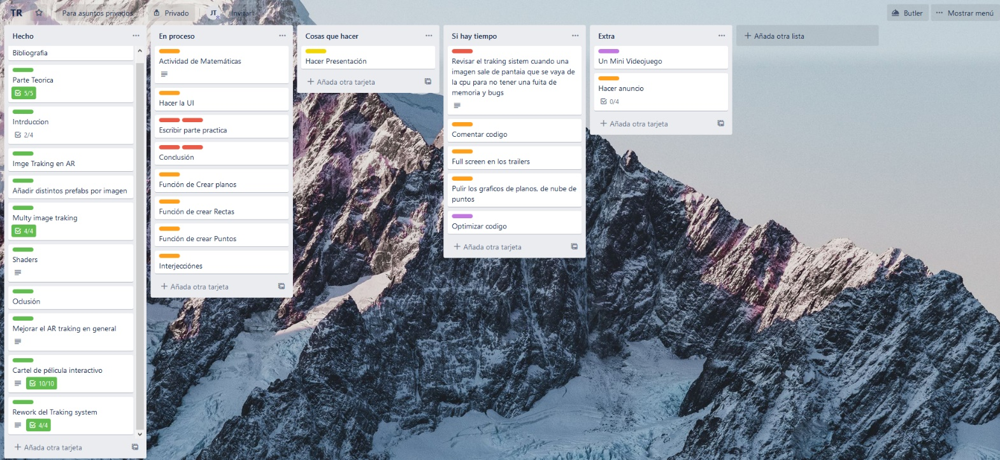 TR
Para asuntos privados
Privado
JT
Invitar
Butler
Mostrar menú
Hecho
Bibliografia
Parte Teorica
5/5
Intrduccion
2/4
Imge Traking en AR
Añadir distintos prefabs por imagen
Multy image traking
4/4
Shaders
Oclusión
Mejorar el AR traking en general
Cartel de pélicula interactivo
10/10
Rework del Traking system
4/4
Añada otra tarjeta
En proceso
Actividad de Matemáticas
Hacer la UI
Escribir parte practica
Conclusión
Función de Crear planos
Función de crear Rectas
Función de crear Puntos
Interjecciónes
Añada otra tarjeta
Cosas que hacer
Hacer Presentación
Añada otra tarjeta
Si hay tiempo
Revisar el traking sistem cuando una
imagen sale de pantaia que se vaya de
la cpu para no tener una fuita de
memoria y bugs
Comentar codigo
Full screen en los trailers
Pulir los graficos de planos, de nube de
puntos
Optimizar codigo
Añada otra tarjeta
Extra
Un Mini Videojuego
Hacer anuncio
0/4
Añada otra tarjeta
Añada otra lista